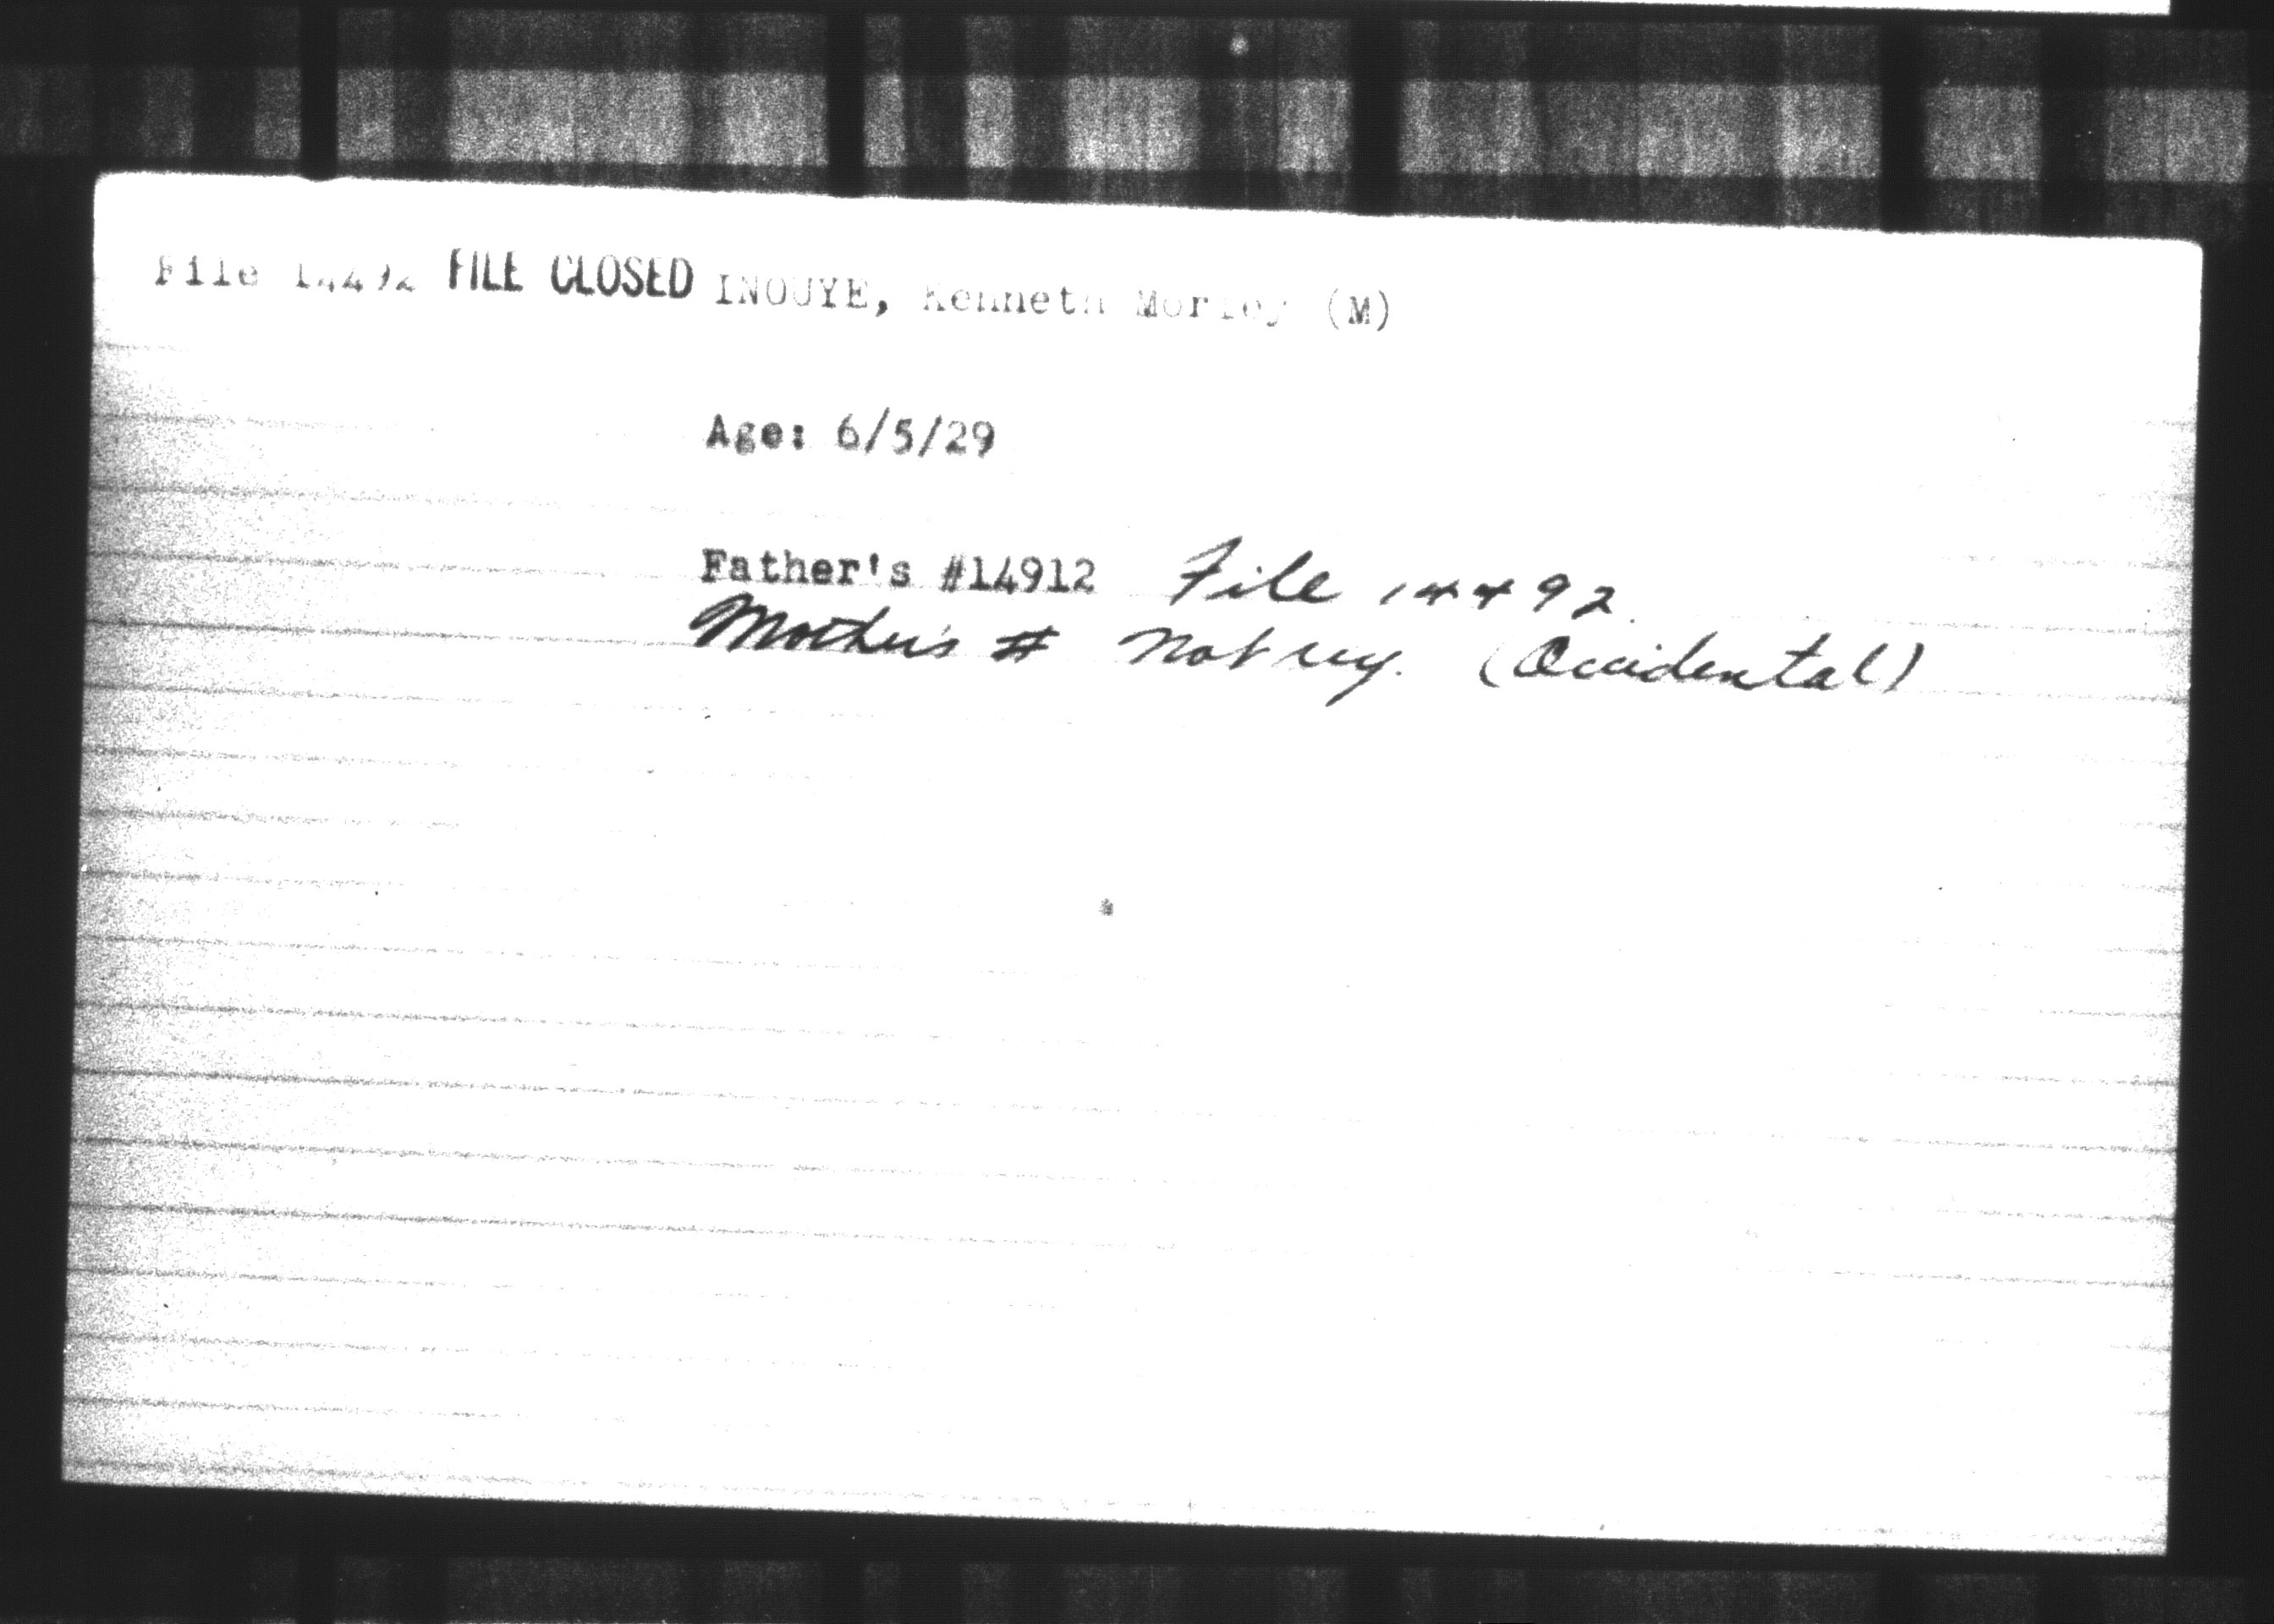 File 14492 FILE CLOSED INOUYE, Kenneth Morley (M)
Age: 6/5/29
Father's #14912 File 14492
Mother's # Not reg. (Occidental)